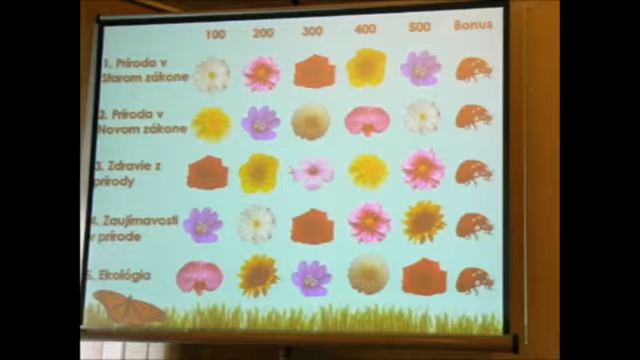 100 200 300 400 500 Bonus
1. Príroda v
Starom zákone
2. Príroda v
Novom zákone
3. Zdravie z
prírody
4. Zaujímavosti
v prírode
5. Ekológia